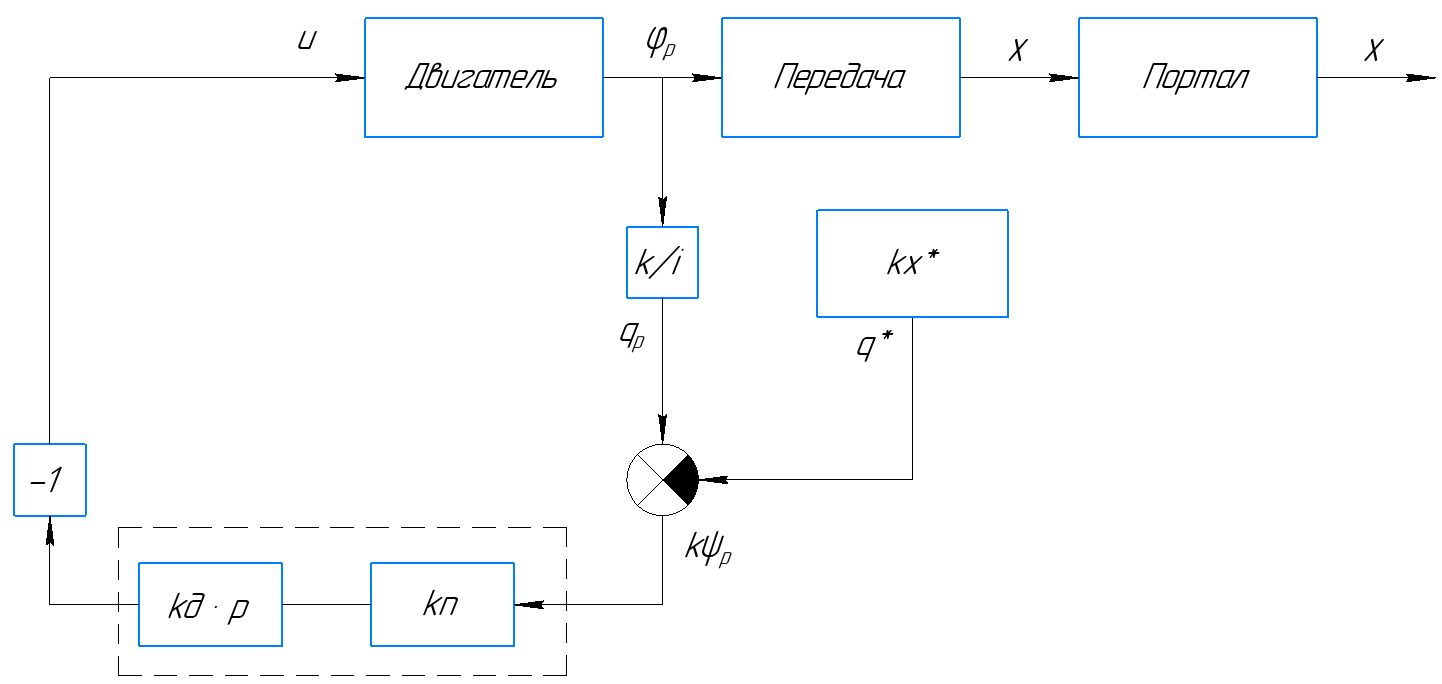 u
Двигатель
φр
Передача
X
Портал
X
k/i
kx*
qр
q*
-1
kψр
kд · p
kп